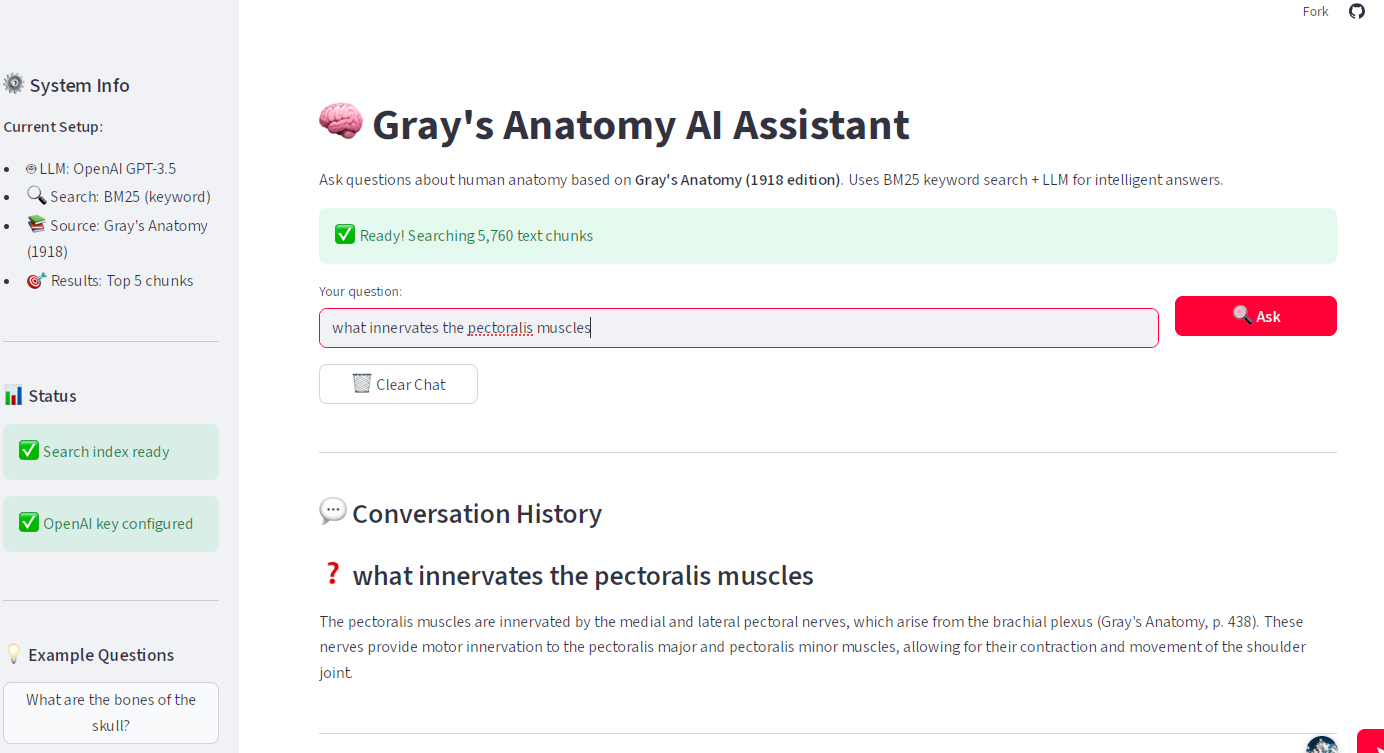 Fork
System Info
Current Setup:
LLM: OpenAI GPT-3.5
Search: BM25 (keyword)
Source: Gray's Anatomy
(1918)
Results: Top 5 chunks
Status
Search index ready
OpenAI key configured
Example Questions
What are the bones of the
skull?
Gray's Anatomy AI Assistant
Ask questions about human anatomy based on Gray's Anatomy (1918 edition). Uses BM25 keyword search + LLM for intelligent answers.
Ready! Searching 5,760 text chunks
Your question:
what innervates the pectoralis muscles
Ask
Clear Chat
Conversation History
what innervates the pectoralis muscles
The pectoralis muscles are innervated by the medial and lateral pectoral nerves, which arise from the brachial plexus (Gray's Anatomy, p. 438). These
nerves provide motor innervation to the pectoralis major and pectoralis minor muscles, allowing for their contraction and movement of the shoulder
joint.